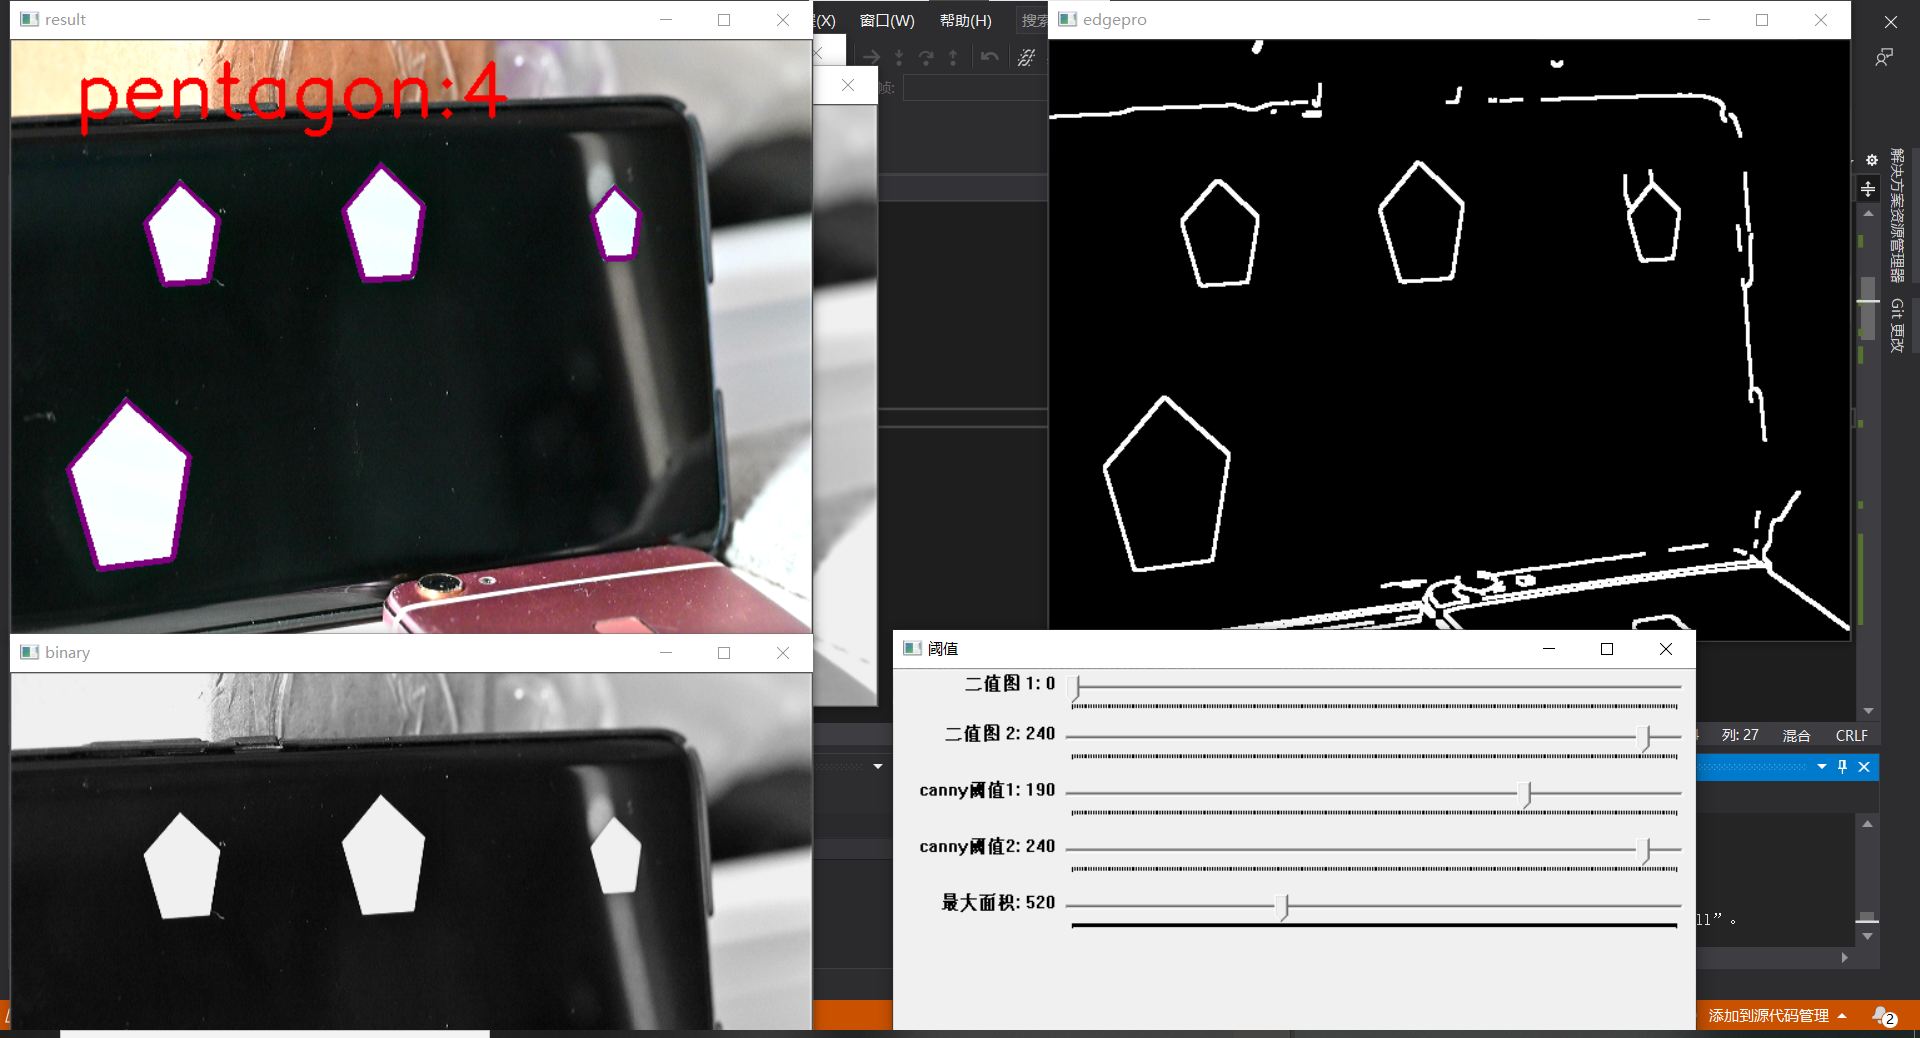 result
(X)
窗口(W)
帮助(H)
搜索
edgepro
帧:
pentagon:4
解决方案资源管理器
Git 更改
binary
阈值
二值图 1: 0
二值图 2: 240
canny阈值1: 190
canny阈值2: 240
最大面积: 520
列: 27
混合
CRLF
ll” 。
添加到源代码管理
2